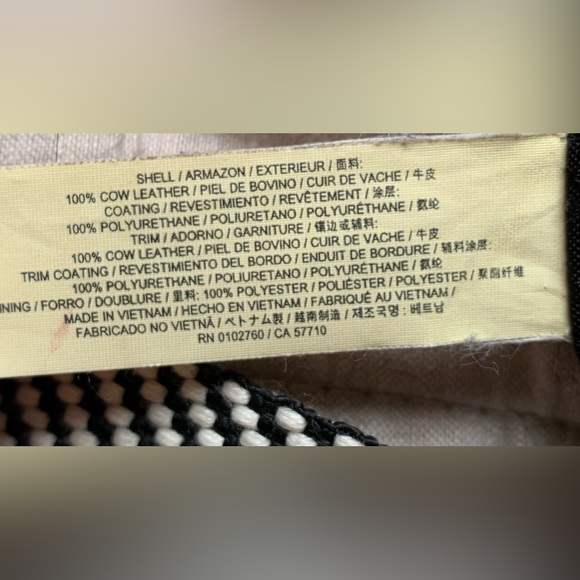 SHELL / ARMAZON / EXTERIEUR / 面料:
100% COW LEATHER / PIEL DE BOVINO / CUIR DE VACHE / 牛皮
COATING / REVESTIMIENTO / REVÊTEMENT / 涂层:
100% POLYURETHANE / POLIURETANO / POLYURÉTHANE / 氨纶
TRIM / ADORNO / GARNITURE / 镶边或辅料:
100% COW LEATHER / PIEL DE BOVINO / CUIR DE VACHE / 牛皮
TRIM COATING / REVESTIMIENTO DEL BORDO / ENDUIT DE BORDURE / 辅料涂层:
100% POLYURETHANE / POLIURETANO / POLYURÉTHANE / 氨纶
NING / FORRO / DOUBLURE / 里料: 100% POLYESTER / POLIÉSTER / POLYESTER / 聚酯纤维
MADE IN VIETNAM / HECHO EN VIETNAM / FABRIQUÉ AU VIETNAM /
FABRICADO NO VIETNÃ / ベトナム製 / 越南制造 / 제조국명 : 베트남
RN 0102760 / CA 57710